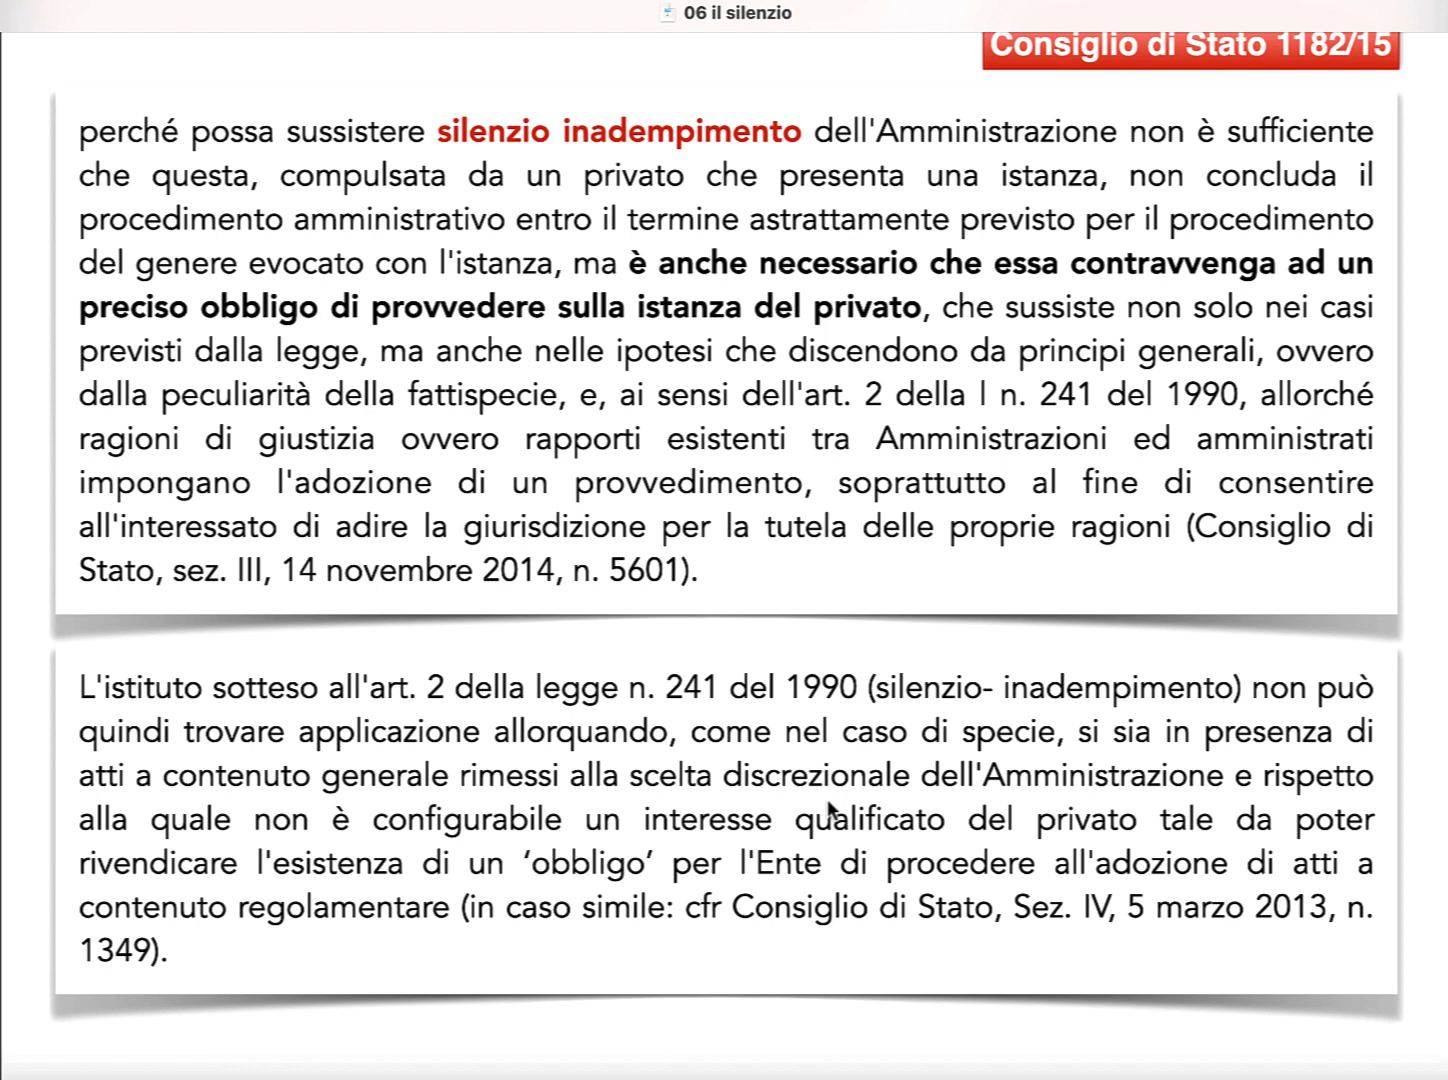 06 il silenzio
Consiglio di Stato 1182/15
perché possa sussistere silenzio inadempimento dell'Amministrazione non è sufficiente
che questa, compulsata da un privato che presenta una istanza, non concluda il
procedimento amministrativo entro il termine astrattamente previsto per il procedimento
del genere evocato con l'istanza, ma è anche necessario che essa contravvenga ad un
preciso obbligo di provvedere sulla istanza del privato, che sussiste non solo nei casi
previsti dalla legge, ma anche nelle ipotesi che discendono da principi generali, ovvero
dalla peculiarità della fattispecie, e, ai sensi dell'art. 2 della l n. 241 del 1990, allorché
ragioni di giustizia ovvero rapporti esistenti tra Amministrazioni ed amministrati
impongano l'adozione di un provvedimento, soprattutto al fine di consentire
all'interessato di adire la giurisdizione per la tutela delle proprie ragioni (Consiglio di
Stato, sez. III, 14 novembre 2014, n. 5601).
L'istituto sotteso all'art. 2 della legge n. 241 del 1990 (silenzio- inadempimento) non può
quindi trovare applicazione allorquando, come nel caso di specie, si sia in presenza di
atti a contenuto generale rimessi alla scelta discrezionale dell'Amministrazione e rispetto
alla quale non è configurabile un interesse qualificato del privato tale da poter
rivendicare l'esistenza di un ‘obbligo’ per l'Ente di procedere all'adozione di atti a
contenuto regolamentare (in caso simile: cfr Consiglio di Stato, Sez. IV, 5 marzo 2013, n.
1349).